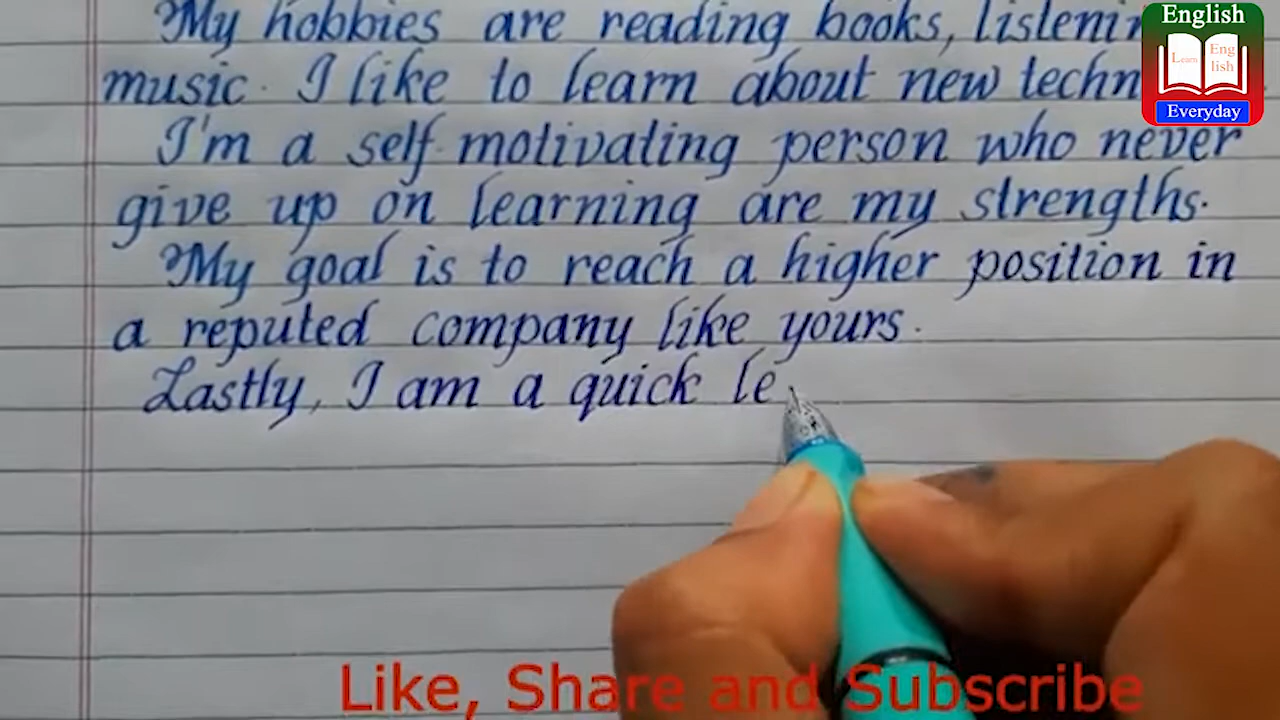 My hobbies are reading books, listenin
music. I like to learn about new techn
I'm a self motivating person who never
give up on learning are my strengths.
My goal is to reach a higher position in
a reputed company like yours.
Lastly, I am a quick le
English
Learn Eng
lish
Everyday
Like, Share and Subscribe